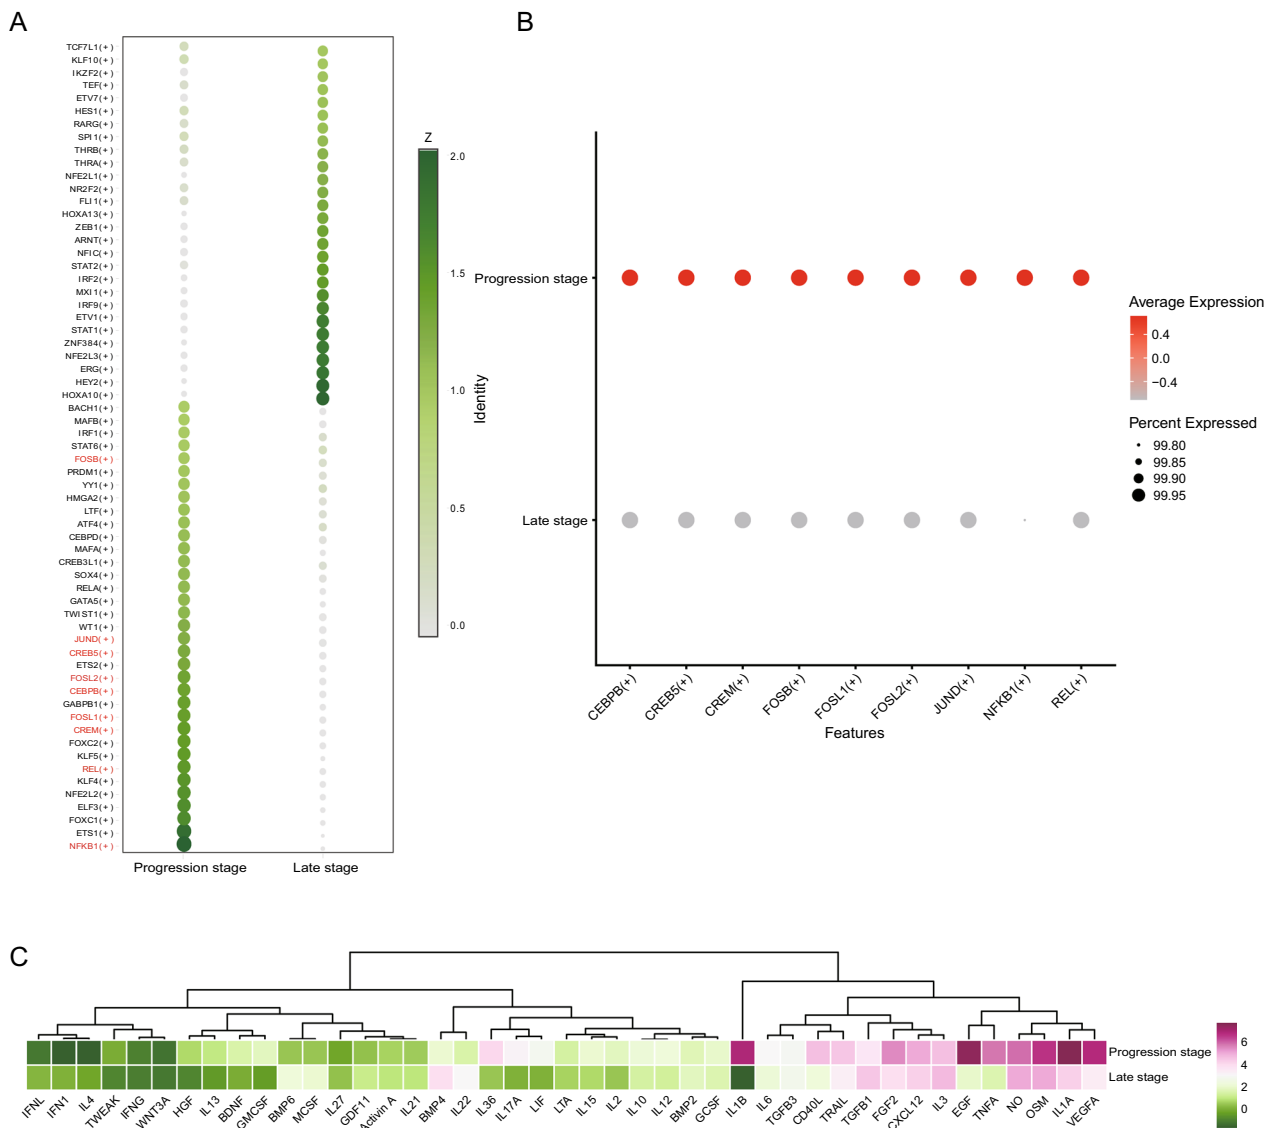 A
TCF7L1(+)
KLF10(+)
IKZF2(+)
TEF(+)
ETV7(+)
HES1(+)
RARG(+)
SPI1(+)
THRB(+)
THRA(+)
NFE2L1(+)
NR2F2(+)
FLI1(+)
HOXA13(+)
ZEB1(+)
ARNT(+)
NFIC(+)
STAT2(+)
IRF2(+)
MXI1(+)
IRF9(+)
ETV1(+)
STAT1(+)
ZNF384(+)
NFE2L3(+)
ERG(+)
HEY2(+)
HOXA10(+)
BACH1(+)
MAFB(+)
IRF1(+)
STAT6(+)
FOSB(+)
PRDM1(+)
YY1(+)
HMGA2(+)
LTF(+)
ATF4(+)
CEBPD(+)
MAFA(+)
CREB3L1(+)
SOX4(+)
RELA(+)
GATA5(+)
TWIST1(+)
WT1(+)
JUND(+)
CREB5(+)
ETS2(+)
FOSL2(+)
CEBPB(+)
GABPB1(+)
FOSL1(+)
CREM(+)
FOXC2(+)
KLF5(+)
REL(+)
KLF4(+)
NFE2L2(+)
ELF3(+)
FOXC1(+)
ETS1(+)
NFKB1(+)
Progression stage
Late stage
Z
2.0
1.5
1.0
0.5
0.0
B
Identity
Progression stage
Late stage
CEBPB(+)
CREB5(+)
CREM(+)
FOSB(+)
FOSL1(+)
FOSL2(+)
JUND(+)
NFKB1(+)
REL(+)
Features
Average Expression
0.4
0.0
−0.4
Percent Expressed
99.80
99.85
99.90
99.95
C
Progression stage
Late stage
IFNL
IFN1
IL4
TWEAK
IFNG
WNT3A
HGF
IL13
BDNF
GMCSF
BMP6
MCSF
IL27
GDF11
Activin A
IL21
BMP4
IL22
IL36
IL17A
LIF
LTA
IL15
IL2
IL10
IL12
BMP2
GCSF
IL1B
IL6
TGFB3
CD40L
TRAIL
TGFB1
FGF2
CXCL12
IL3
EGF
TNFA
NO
OSM
IL1A
VEGFA
6
4
2
0